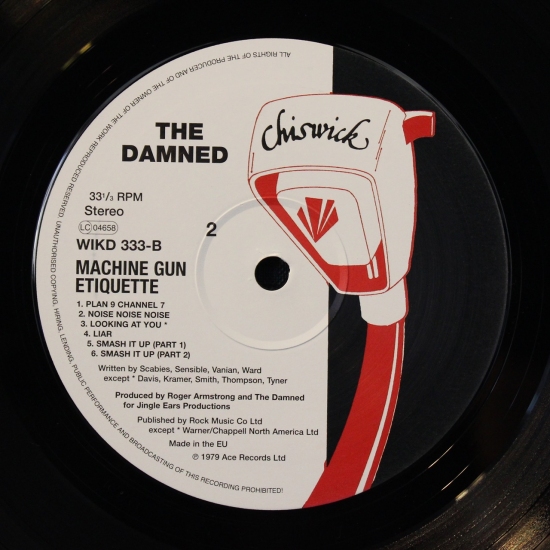 ALL RIGHTS OF THE PRODUCER AND OF THE OWNER OF THE WORK REPRODUCED RESERVED. UNAUTHORISED COPYING, HIRING, LENDING, PUBLIC PERFORMANCE AND BROADCASTING OF THIS RECORDING PROHIBITED!
chiswick
THE
DAMNED
33 1/3 RPM
Stereo
LC 04658
2
WIKD 333-B
MACHINE GUN
ETIQUETTE
1. PLAN 9 CHANNEL 7
2. NOISE NOISE NOISE
3. LOOKING AT YOU *
4. LIAR
5. SMASH IT UP (PART 1)
6. SMASH IT UP (PART 2)
Written by Scabies, Sensible, Vanian, Ward
except * Davis, Kramer, Smith, Thompson, Tyner
Produced by Roger Armstrong and The Damned
for Jingle Ears Productions
Published by Rock Music Co Ltd
except * Warner/Chappell North America Ltd
Made in the EU
℗ 1979 Ace Records Ltd